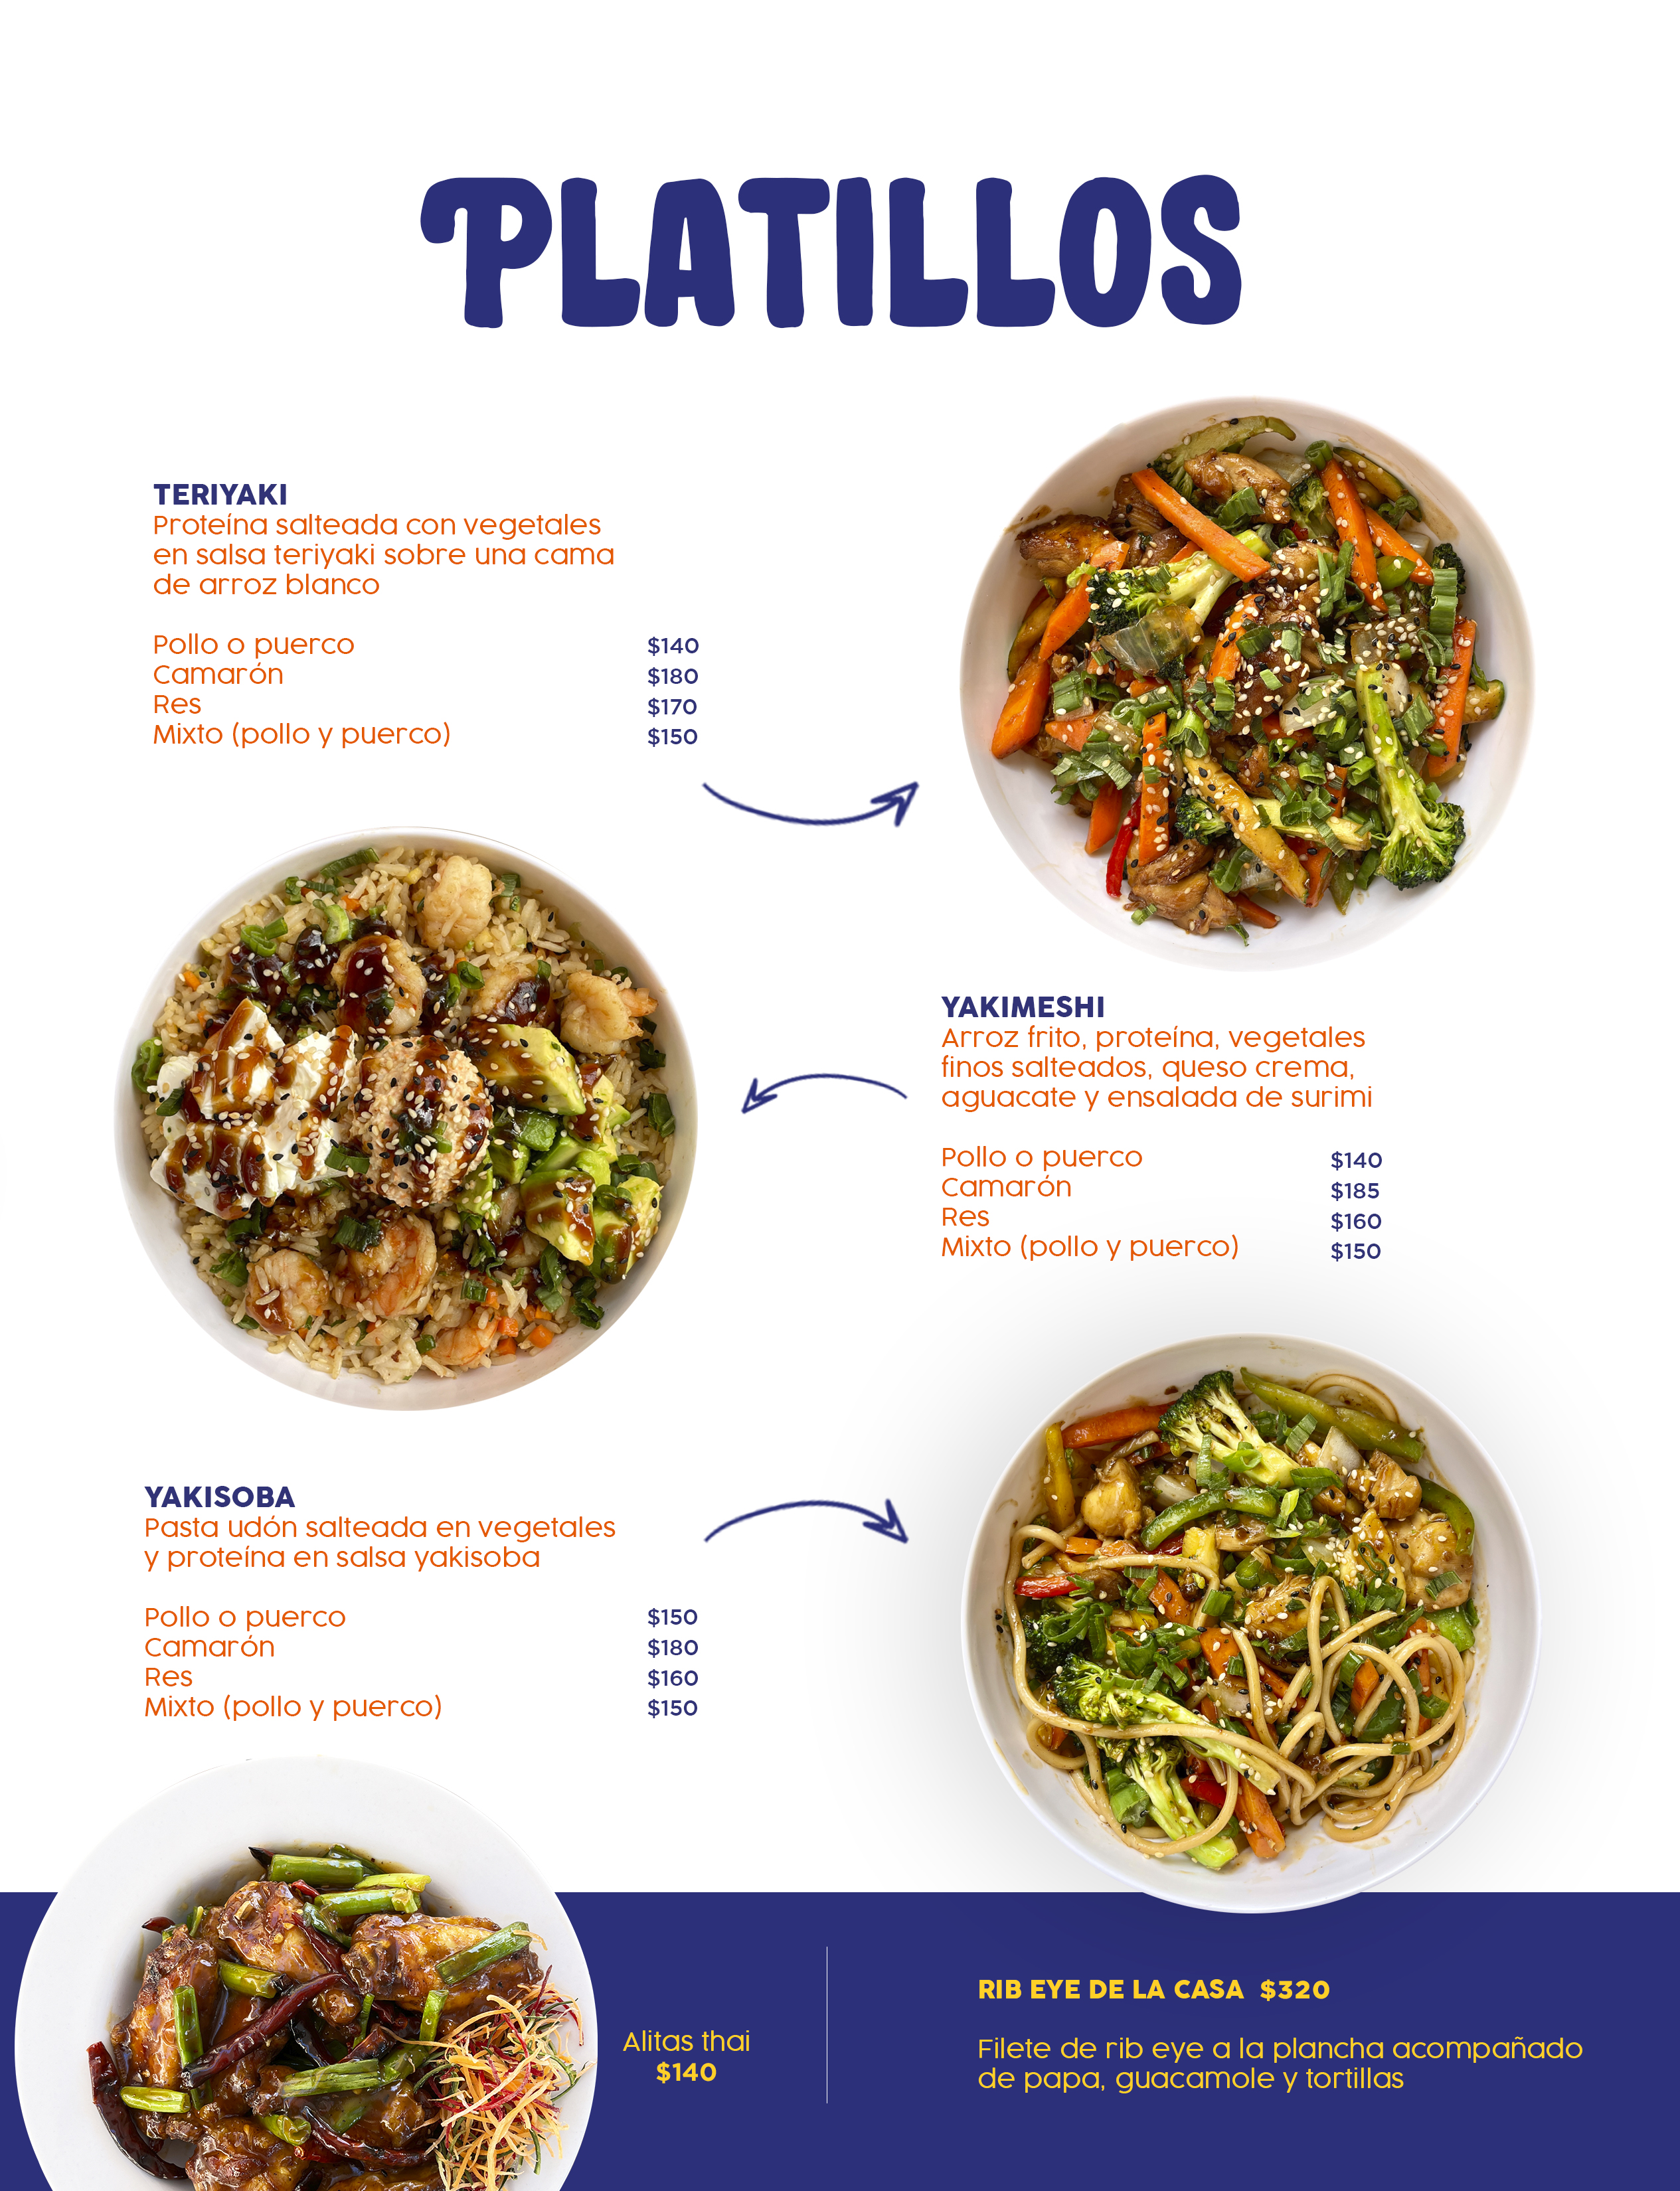 PLATILLOS
TERIYAKI
Proteína salteada con vegetales
en salsa teriyaki sobre una cama
de arroz blanco
Pollo o puerco $140
Camarón $180
Res $170
Mixto (pollo y puerco) $150
YAKIMESHI
Arroz frito, proteína, vegetales
finos salteados, queso crema,
aguacate y ensalada de surimi
Pollo o puerco $140
Camarón $185
Res $160
Mixto (pollo y puerco) $150
YAKISOBA
Pasta udón salteada en vegetales
y proteína en salsa yakisoba
Pollo o puerco $150
Camarón $180
Res $160
Mixto (pollo y puerco) $150
Alitas thai
$140
RIB EYE DE LA CASA $320
Filete de rib eye a la plancha acompañado
de papa, guacamole y tortillas